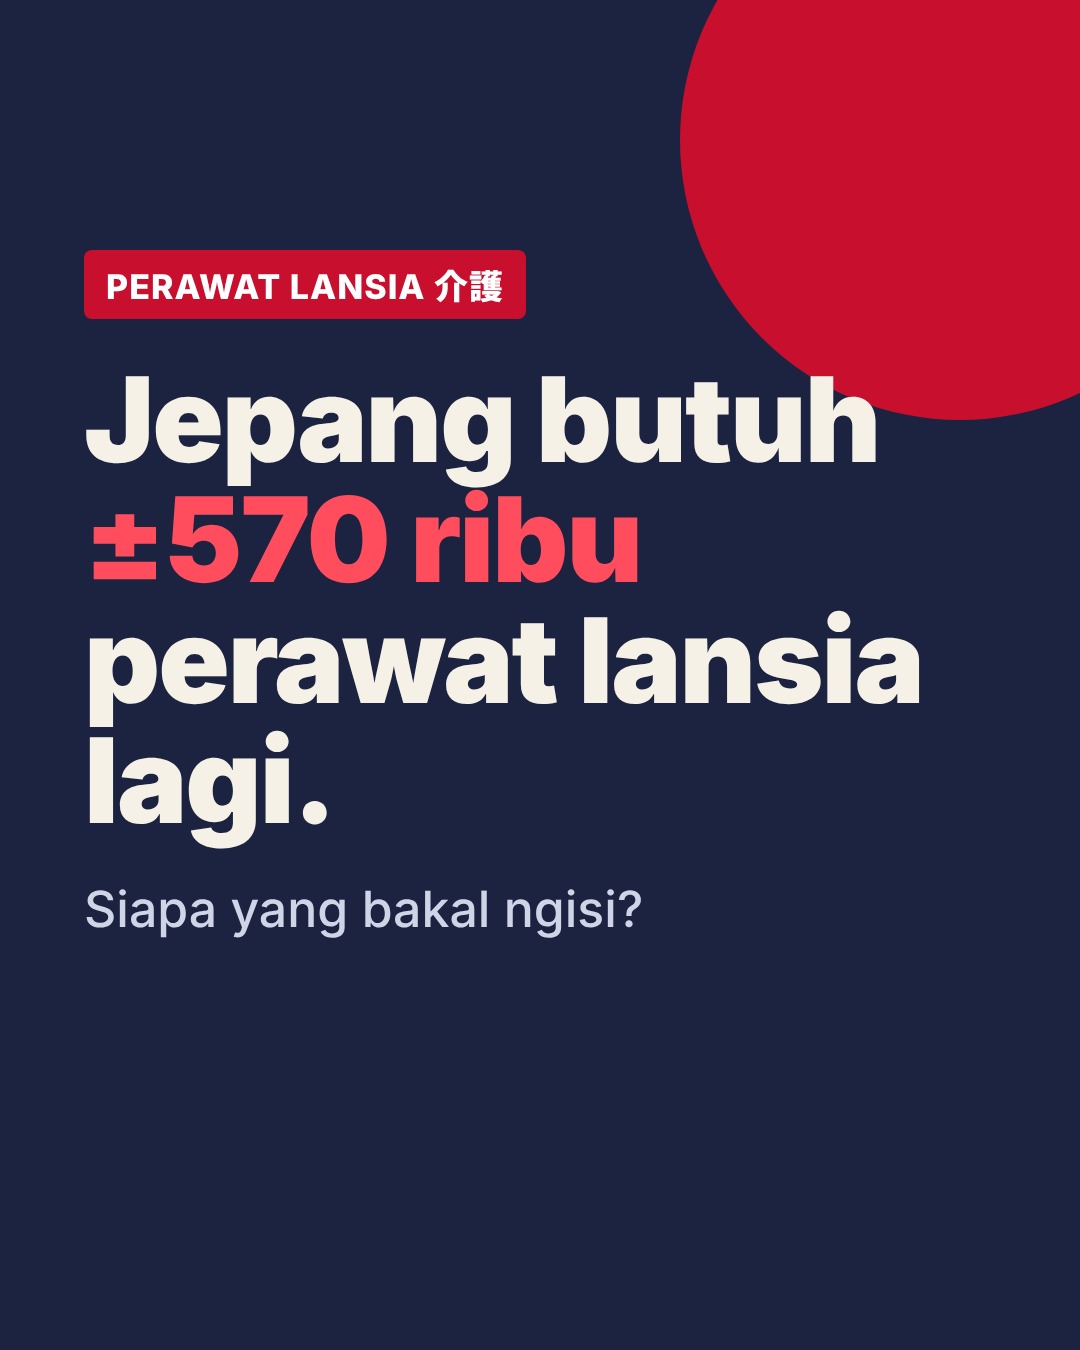 PERAWAT LANSIA 介護
Jepang butuh
±570 ribu
perawat lansia
lagi.
Siapa yang bakal ngisi?